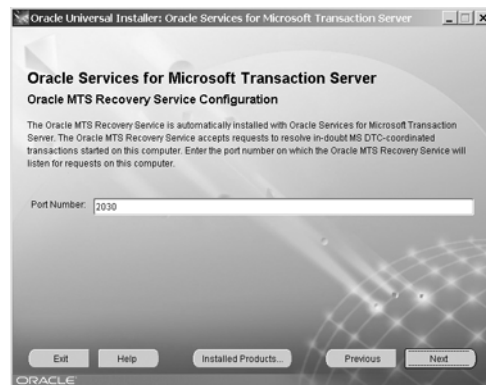 Oracle Universal Installer: Oracle Services for Microsoft Transaction Server
Oracle Services for Microsoft Transaction Server
Oracle MTS Recovery Service Configuration
The Oracle MTS Recovery Service is automatically installed with Oracle Services for Microsoft Transaction
Server. The Oracle MTS Recovery Service accepts requests to resolve in-doubt MS DTC-coordinated
transactions started on this computer. Enter the port number on which the Oracle MTS Recovery Service will
listen for requests on this computer.
Port Number: 2030
Exit Help Installed Products... Previous Next
ORACLE